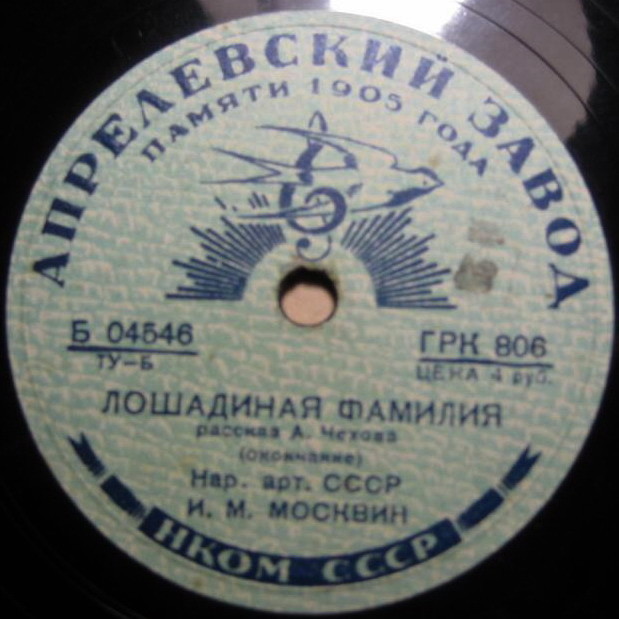 АПРЕЛЕВСКИЙ ЗАВОД
ПАМЯТИ 1905 ГОДА
Б 04546
ТУ-Б
ГРК 806
ЦЕНА 4 руб.
ЛОШАДИНАЯ ФАМИЛИЯ
рассказ А. Чехова
(окончание)
Нар. арт. СССР
И. М. МОСКВИН
НКОМ СССР